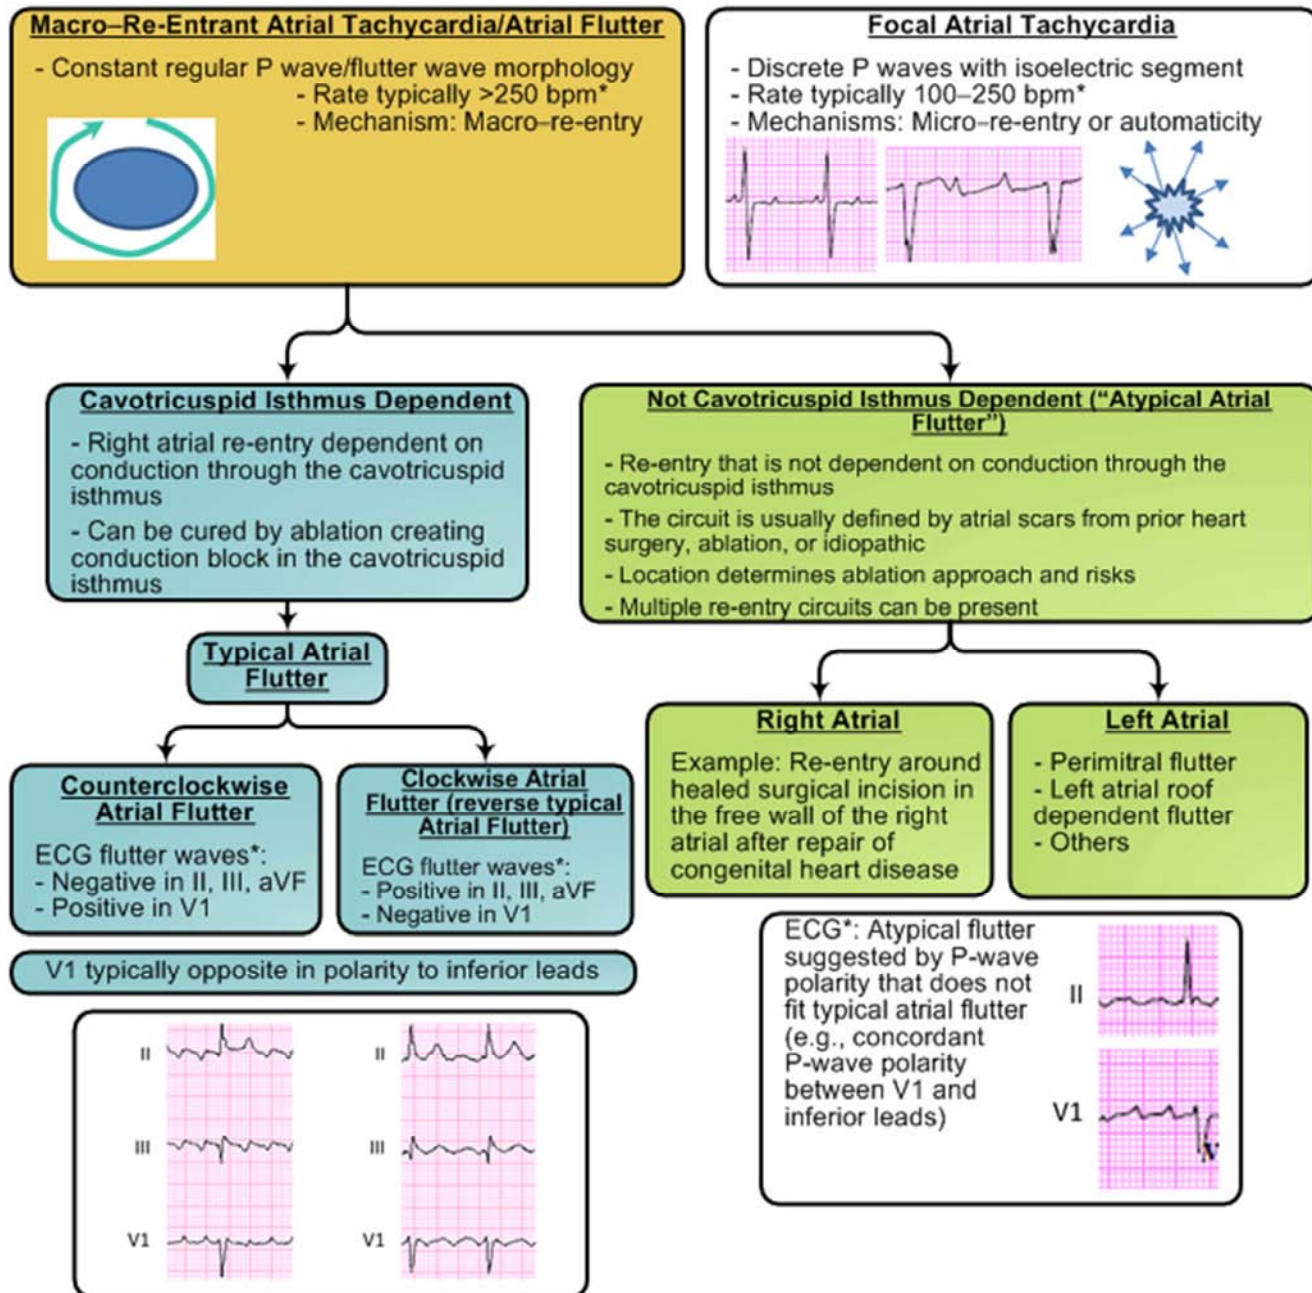 Macro–Re-Entrant Atrial Tachycardia/Atrial Flutter
- Constant regular P wave/flutter wave morphology
- Rate typically >250 bpm*
- Mechanism: Macro–re-entry
Focal Atrial Tachycardia
- Discrete P waves with isoelectric segment
- Rate typically 100–250 bpm*
- Mechanisms: Micro–re-entry or automaticity
Cavotricuspid Isthmus Dependent
- Right atrial re-entry dependent on
conduction through the cavotricuspid
isthmus
- Can be cured by ablation creating
conduction block in the cavotricuspid
isthmus
Not Cavotricuspid Isthmus Dependent (“Atypical Atrial
Flutter”)
- Re-entry that is not dependent on conduction through the
cavotricuspid isthmus
- The circuit is usually defined by atrial scars from prior heart
surgery, ablation, or idiopathic
- Location determines ablation approach and risks
- Multiple re-entry circuits can be present
Typical Atrial
Flutter
Counterclockwise
Atrial Flutter
ECG flutter waves*:
- Negative in II, III, aVF
- Positive in V1
Clockwise Atrial
Flutter (reverse typical
Atrial Flutter)
ECG flutter waves*:
- Positive in II, III, aVF
- Negative in V1
V1 typically opposite in polarity to inferior leads
II
III
V1
II
III
V1
Right Atrial
Example: Re-entry around
healed surgical incision in
the free wall of the right
atrial after repair of
congenital heart disease
Left Atrial
- Perimitral flutter
- Left atrial roof
dependent flutter
- Others
ECG*: Atypical flutter
suggested by P-wave
polarity that does not
fit typical atrial flutter
(e.g., concordant
P-wave polarity
between V1 and
inferior leads)
II
V1
V